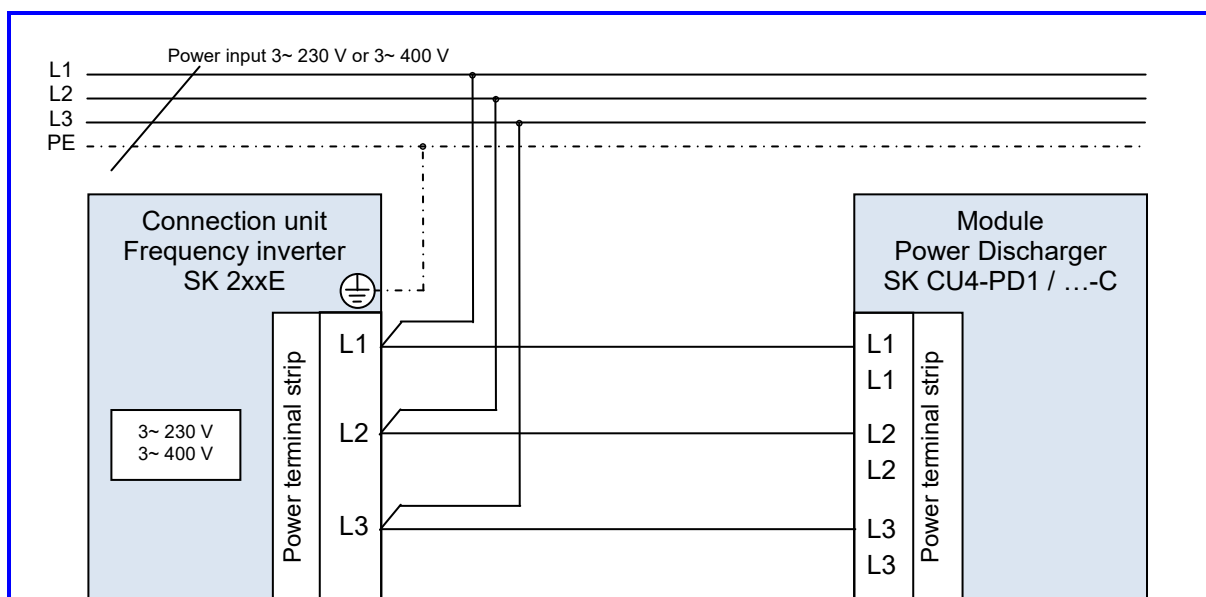 Power input 3~ 230 V or 3~ 400 V
L1
L2
L3
PE
Connection unit
Frequency inverter
SK 2xxE
Module
Power Discharger
SK CU4-PD1 / …-C
3~ 230 V
3~ 400 V
Power terminal strip
L1
L2
L3
L1
L1
L2
L2
L3
L3
Power terminal strip